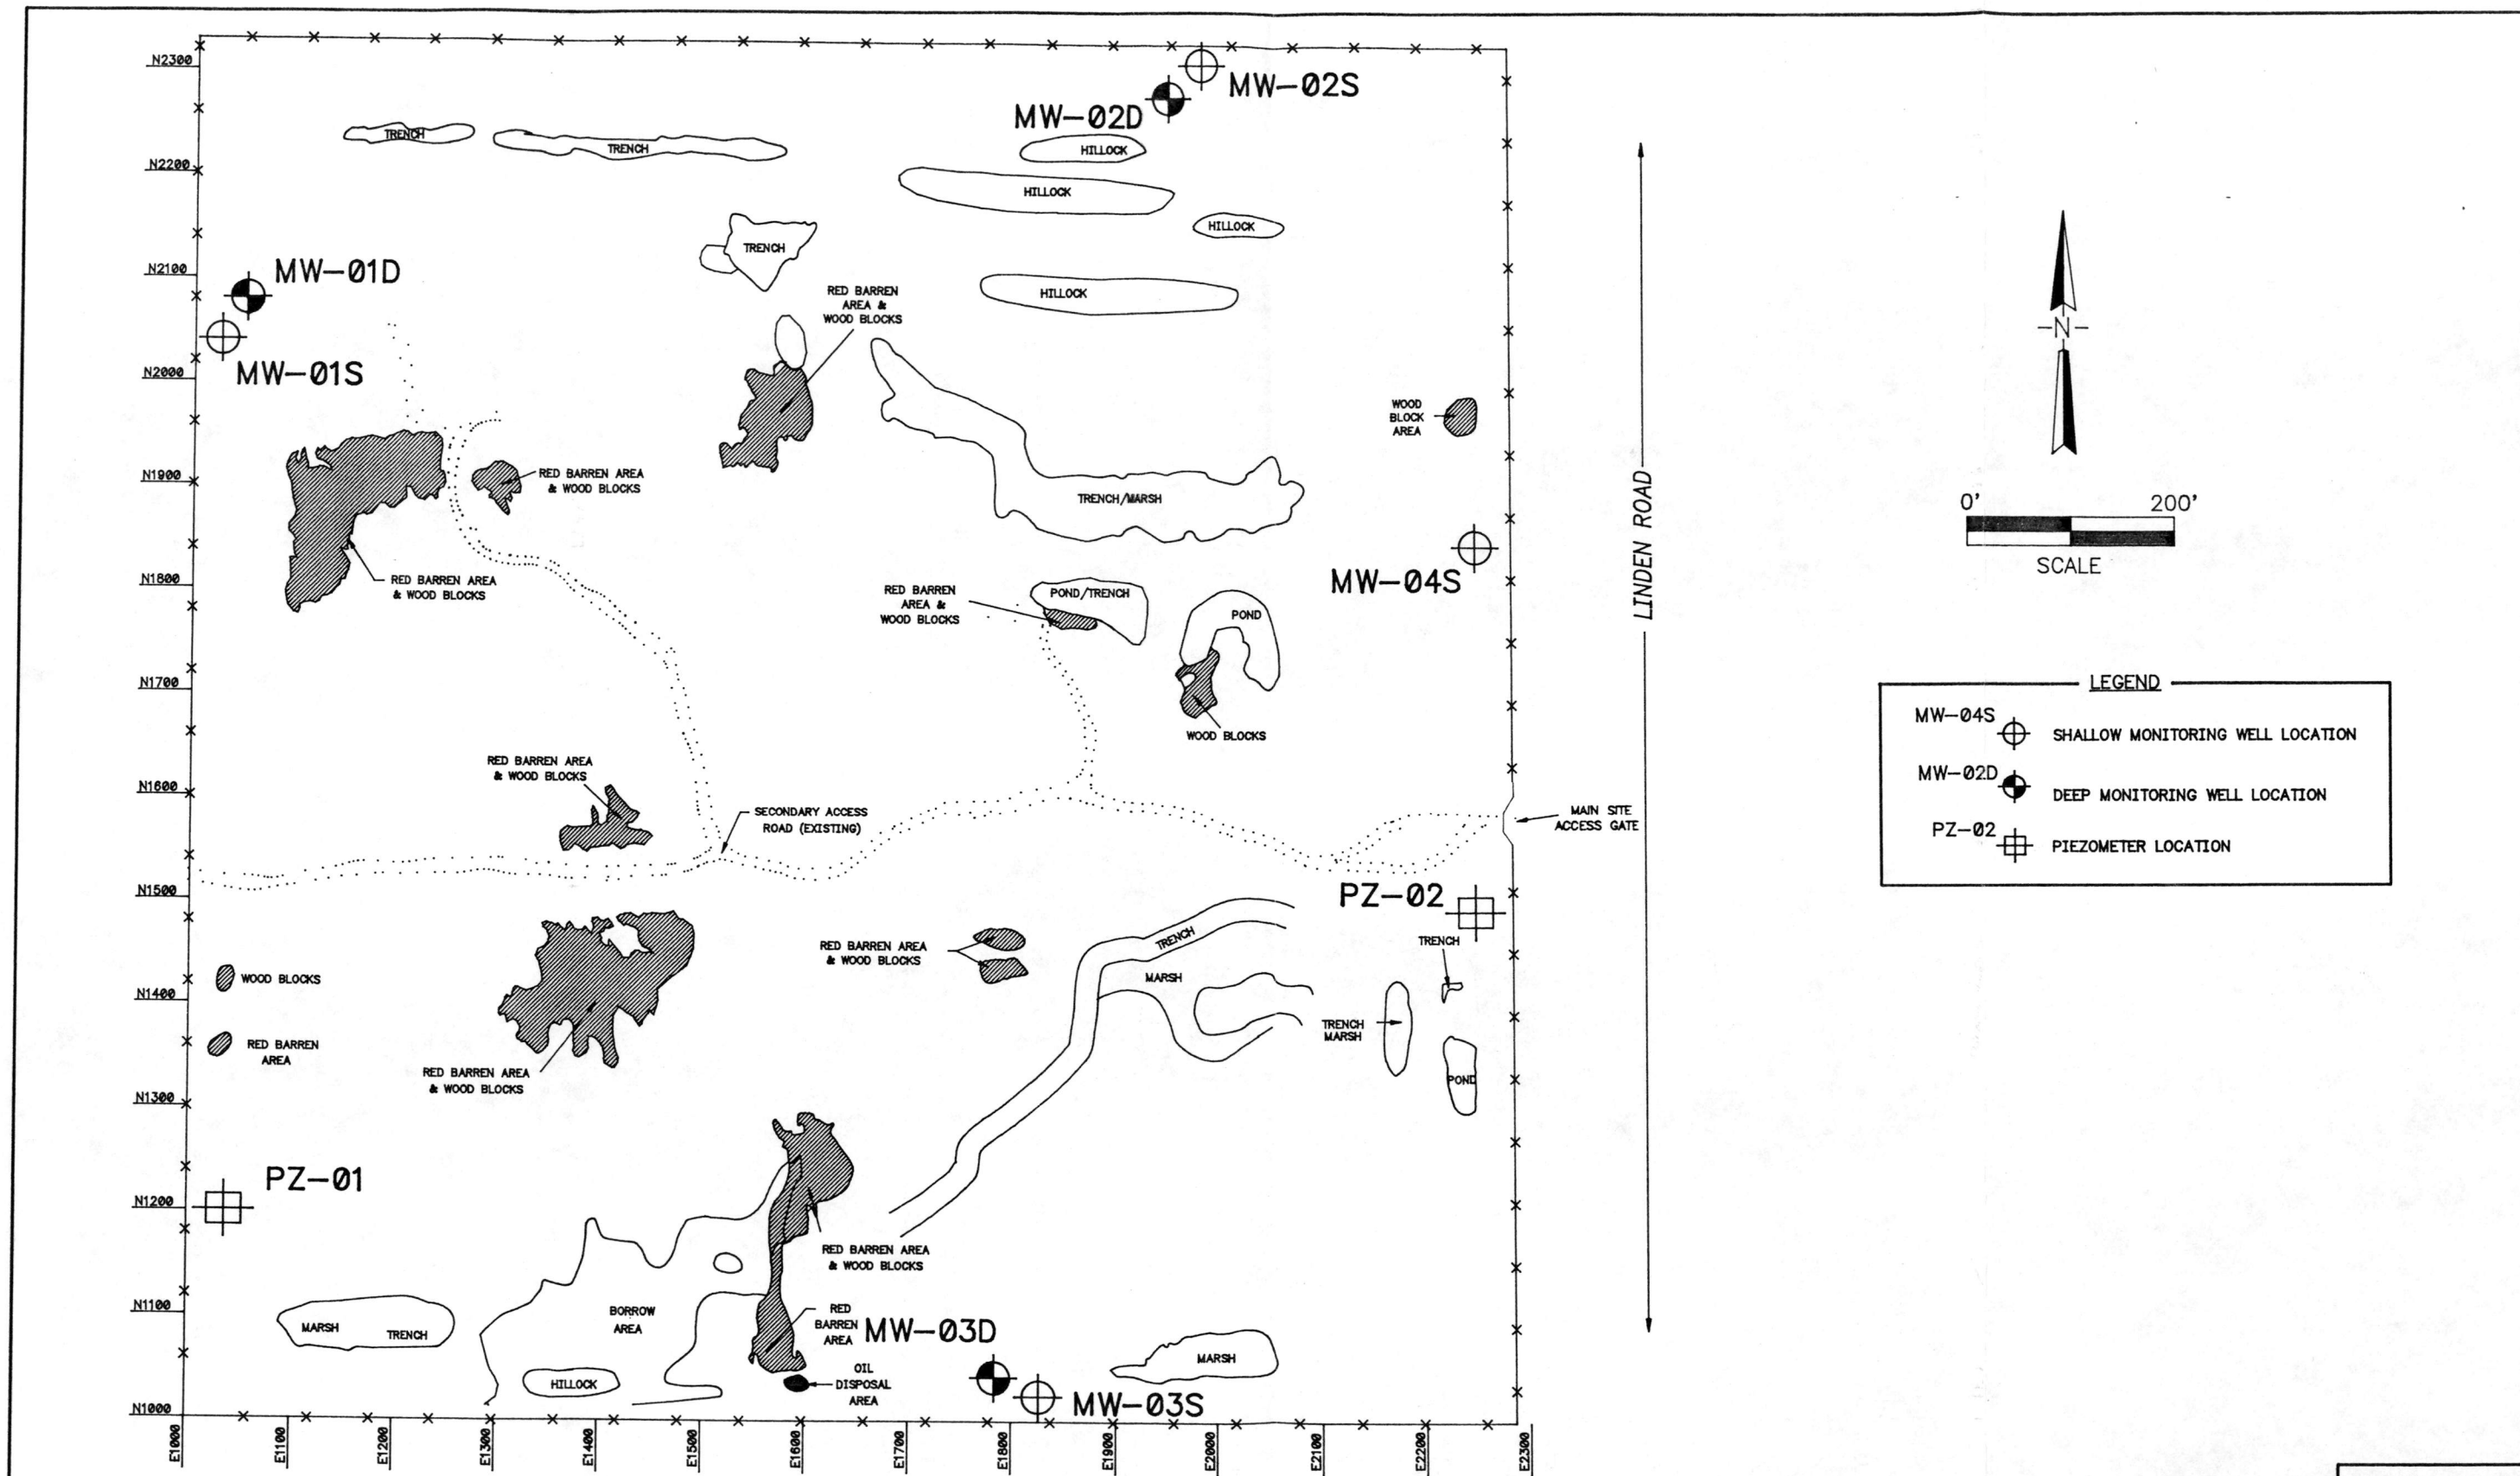 N2300
MW-02S
MW-02D
TRENCH
TRENCH
HILLOCK
N2200
HILLOCK
HILLOCK
TRENCH
N2100
MW-01D
HILLOCK
RED BARREN
AREA &
WOOD BLOCKS
MW-01S
N2000
WOOD
BLOCK
AREA
N1900
RED BARREN AREA
& WOOD BLOCKS
TRENCH/MARSH
LINDEN ROAD
-N-
0' 200'
SCALE
MW-04S
N1800
RED BARREN AREA
& WOOD BLOCKS
RED BARREN
AREA &
WOOD BLOCKS
POND/TRENCH
POND
N1700
WOOD BLOCKS
LEGEND
MW-04S
SHALLOW MONITORING WELL LOCATION
MW-02D
DEEP MONITORING WELL LOCATION
PZ-02
PIEZOMETER LOCATION
RED BARREN AREA
& WOOD BLOCKS
N1600
SECONDARY ACCESS
ROAD (EXISTING)
MAIN SITE
ACCESS GATE
N1500
PZ-02
TRENCH
TRENCH
RED BARREN AREA
& WOOD BLOCKS
MARSH
WOOD BLOCKS
N1400
TRENCH
MARSH
RED BARREN
AREA
RED BARREN AREA
& WOOD BLOCKS
POND
N1300
PZ-01
N1200
RED BARREN AREA
& WOOD BLOCKS
N1100
MARSH TRENCH
BORROW
AREA
RED
BARREN
AREA
MW-03D
MARSH
HILLOCK
OIL
DISPOSAL
AREA
MW-03S
N1000
E1000
E1100
E1200
E1300
E1400
E1500
E1600
E1700
E1800
E1900
E2000
E2100
E2200
E2300